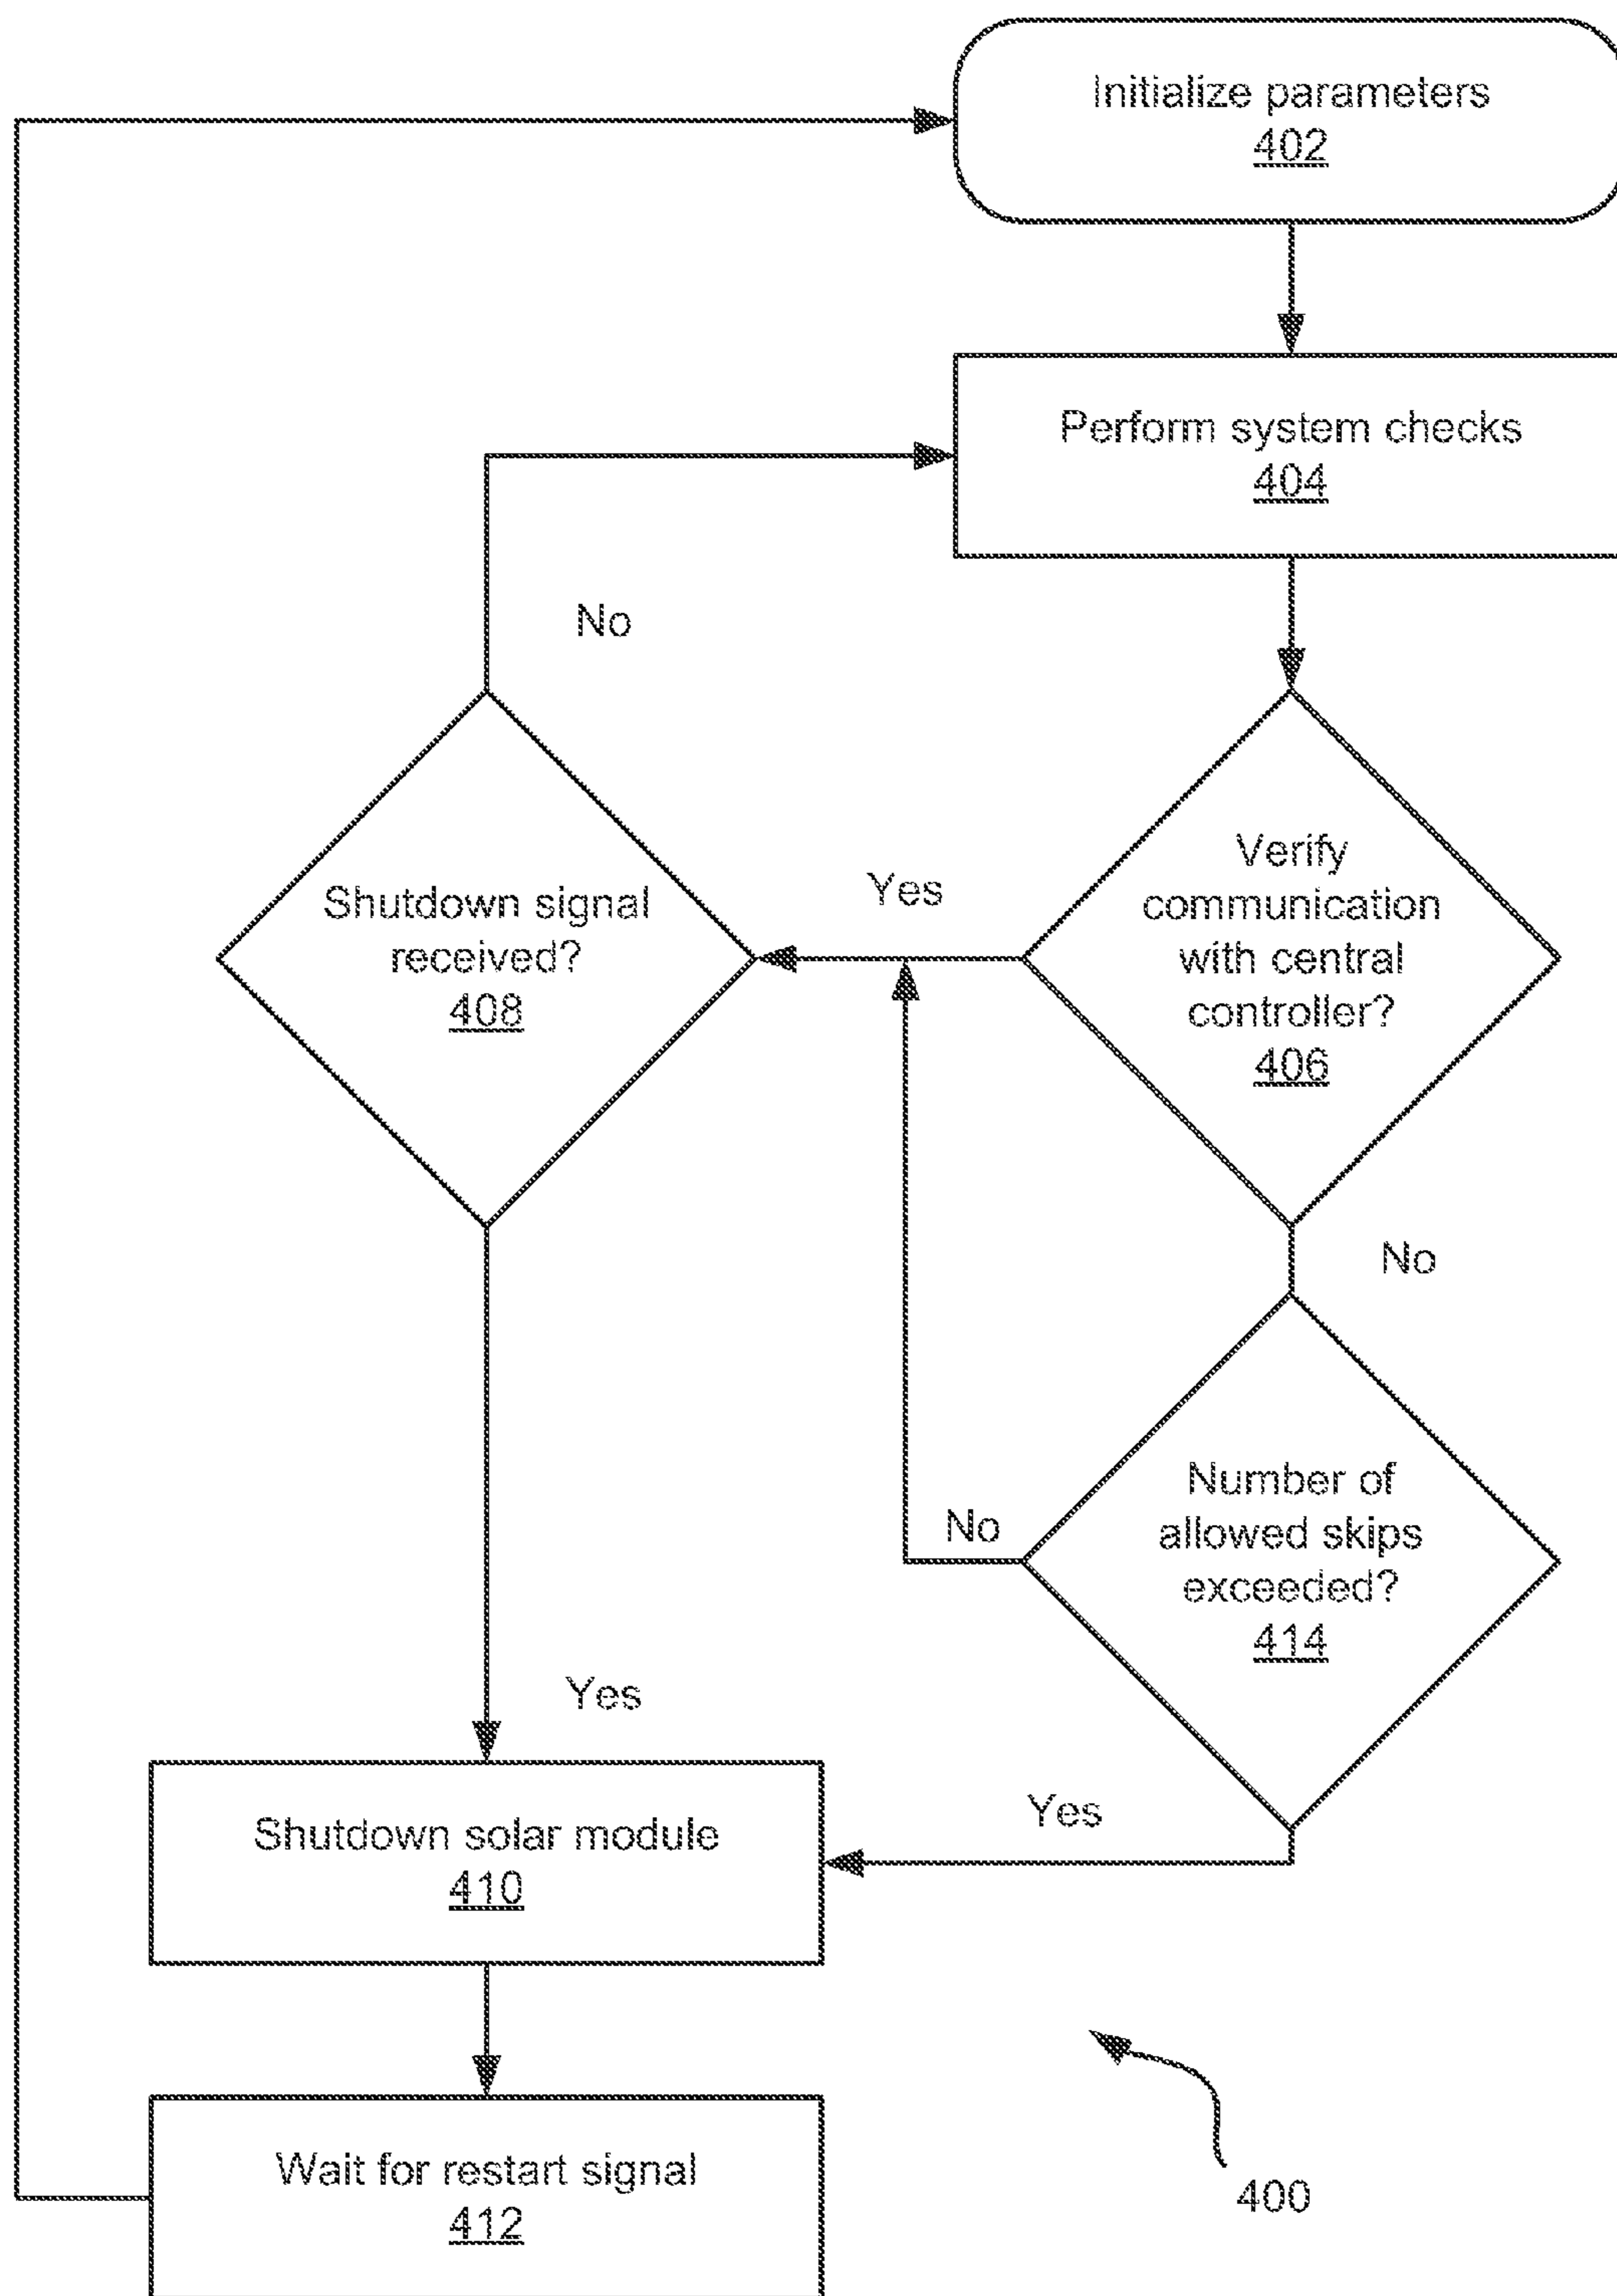 Initialize parameters
402
Perform system checks
404
No
Verify
communication
with central
controller?
406
Yes
Shutdown signal
received?
408
No
Number of
allowed skips
exceeded?
414
No
Yes
Yes
Shutdown solar module
410
Wait for restart signal
412
400